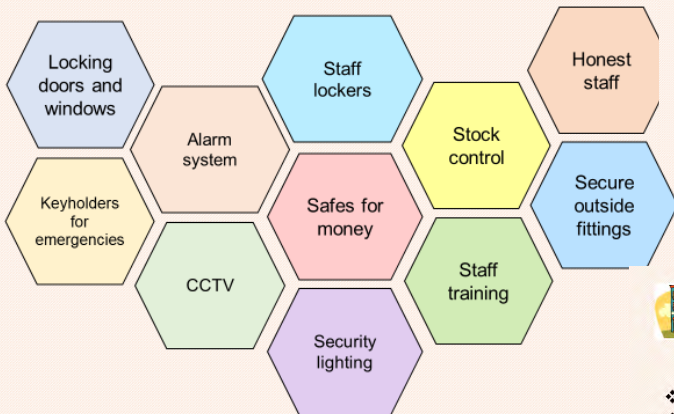 Locking
doors and
windows
Staff
lockers
Honest
staff
Alarm
system
Stock
control
Keyholders
for
emergencies
Safes for
money
Secure
outside
fittings
CCTV
Staff
training
Security
lighting